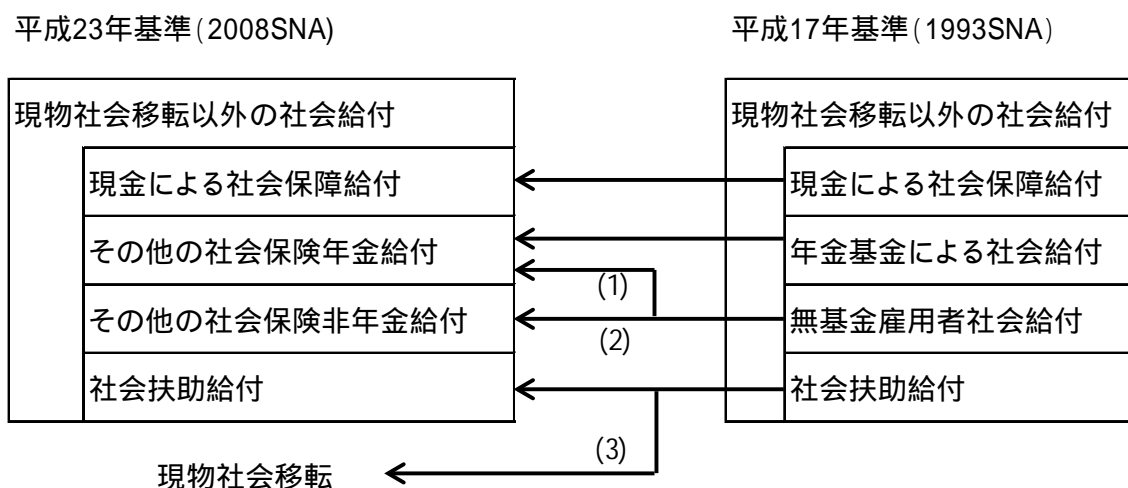 平成23年基準(2008SNA)
平成17年基準(1993SNA)
現物社会移転以外の社会給付
現金による社会保障給付
その他の社会保険年金給付
その他の社会保険非年金給付
社会扶助給付
現物社会移転以外の社会給付
現金による社会保障給付
年金基金による社会給付
無基金雇用者社会給付
社会扶助給付
(1)
(2)
(3)
現物社会移転